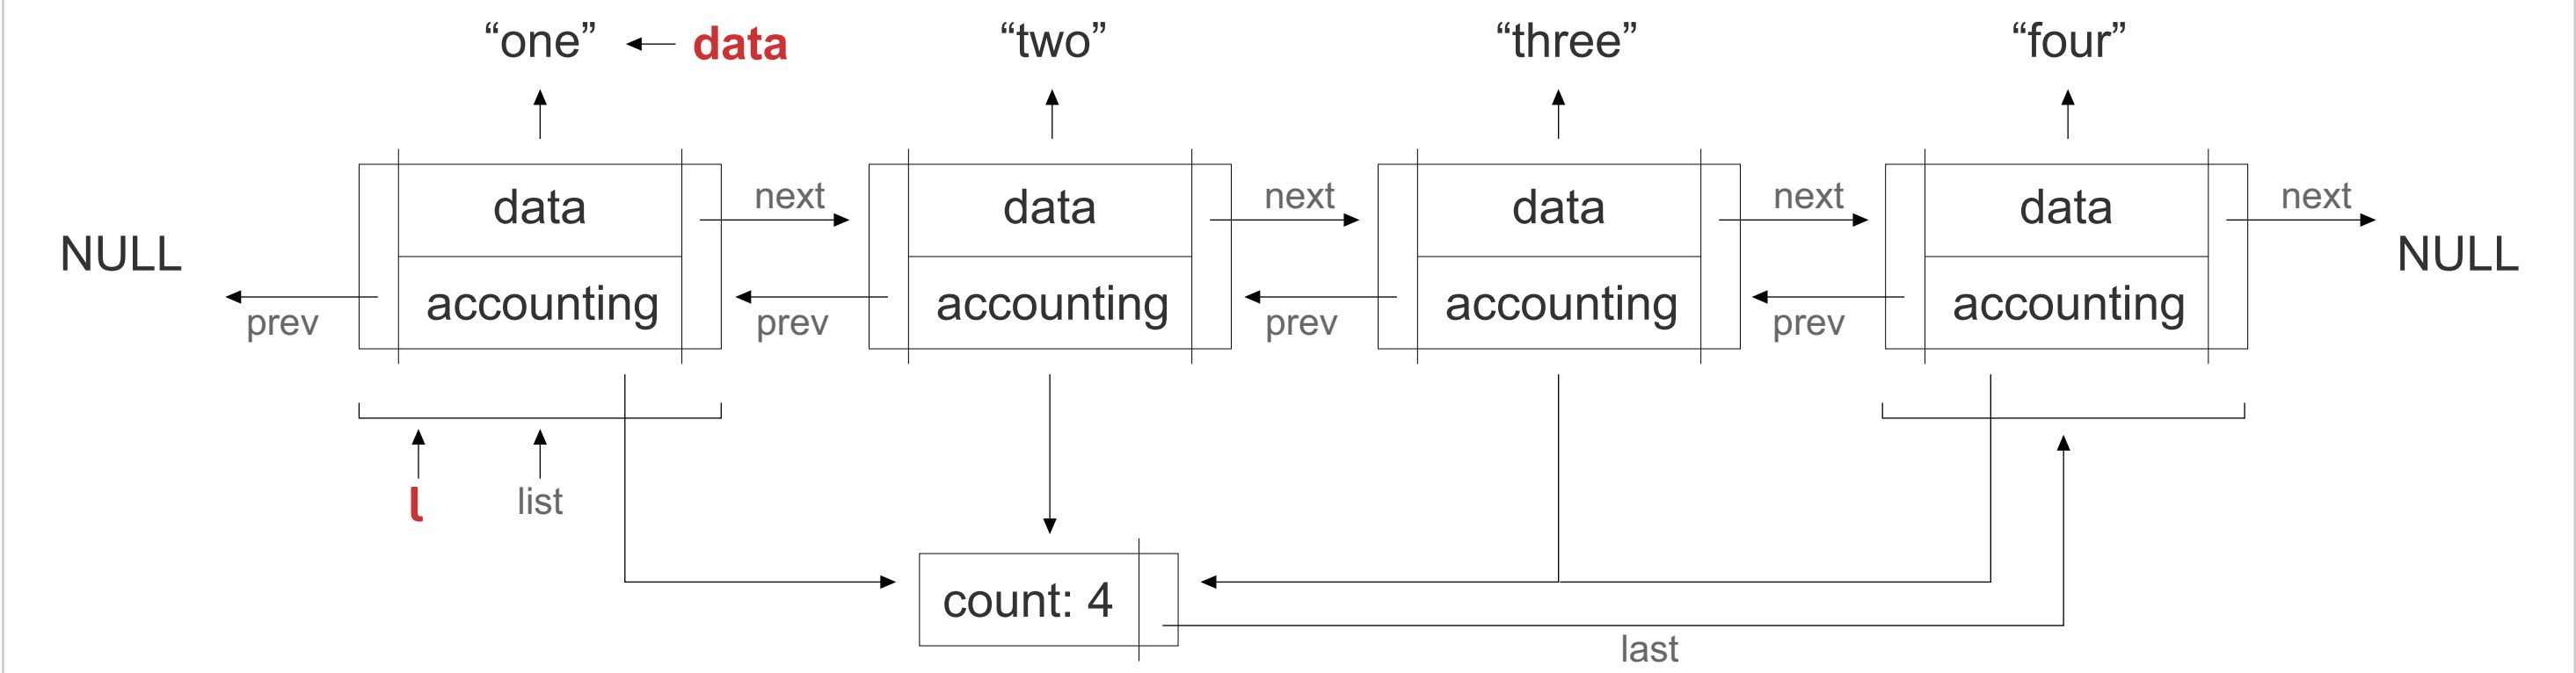 “one” data “two” “three” “four”
data next data next data next data next
NULL NULL
accounting accounting accounting accounting
prev prev prev prev
l list
count: 4
last